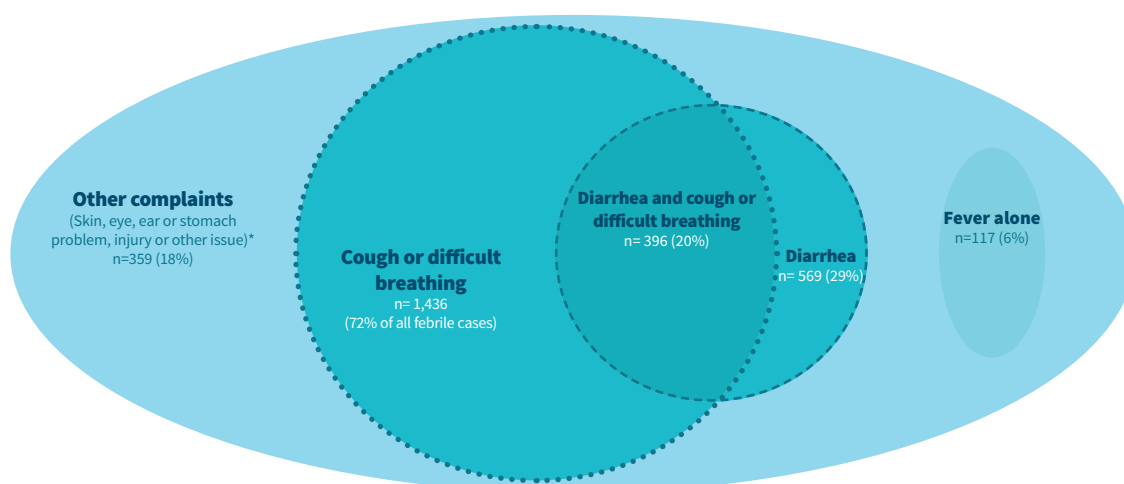 Other complaints
(Skin, eye, ear or stomach
problem, injury or other issue)*
n=359 (18%)
Cough or difficult
breathing
n= 1,436
(72% of all febrile cases)
Diarrhea and cough or
difficult breathing
n= 396 (20%)
Diarrhea
n= 569 (29%)
Fever alone
n=117 (6%)